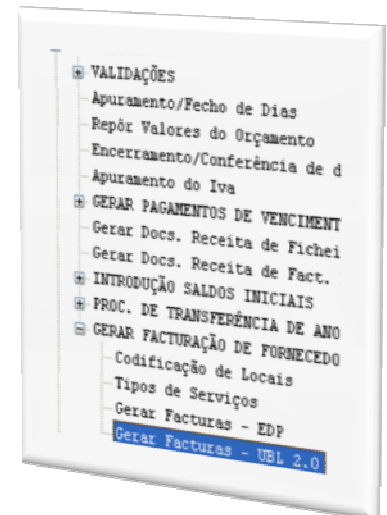 VALIDAÇÕES
Apuramento/Fecho de Dias
Repôr Valores do Orçamento
Encerramento/Conferência de d
Apuramento do Iva
GERAR PAGAMENTOS DE VENCIMENT
Gerar Docs. Receita de Fichei
Gerar Docs. Receita de Fact.
INTRODUÇÃO SALDOS INICIAIS
PROC. DE TRANSFERÊNCIA DE ANO
GERAR FACTURAÇÃO DE FORNECEDO
Codificação de Locais
Tipos de Serviços
Gerar Facturas - EDP
Gerar Facturas - UBL 2.0